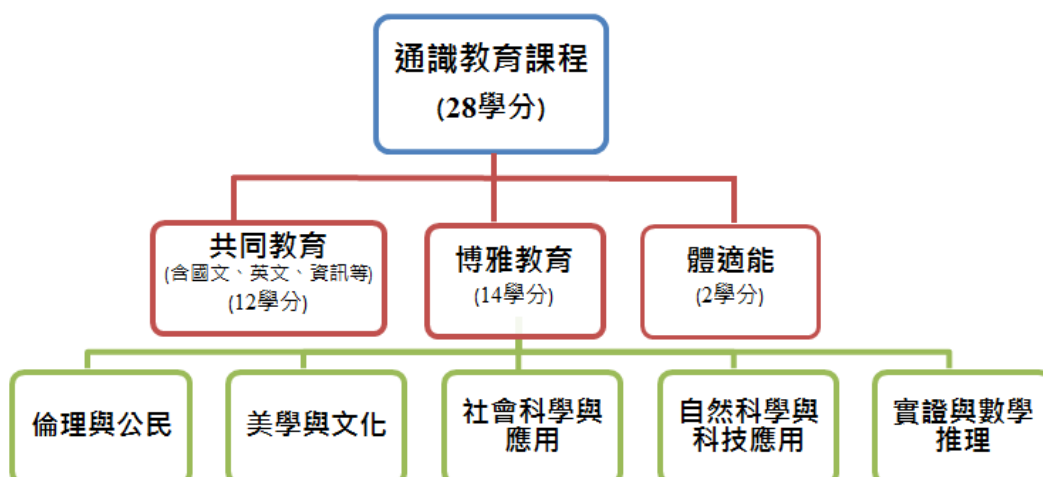 通識教育課程
(28學分)
共同教育
(含國文、英文、資訊等)
(12學分)
博雅教育
(14學分)
體適能
(2學分)
倫理與公民
美學與文化
社會科學與
應用
自然科學與
科技應用
實證與數學
推理